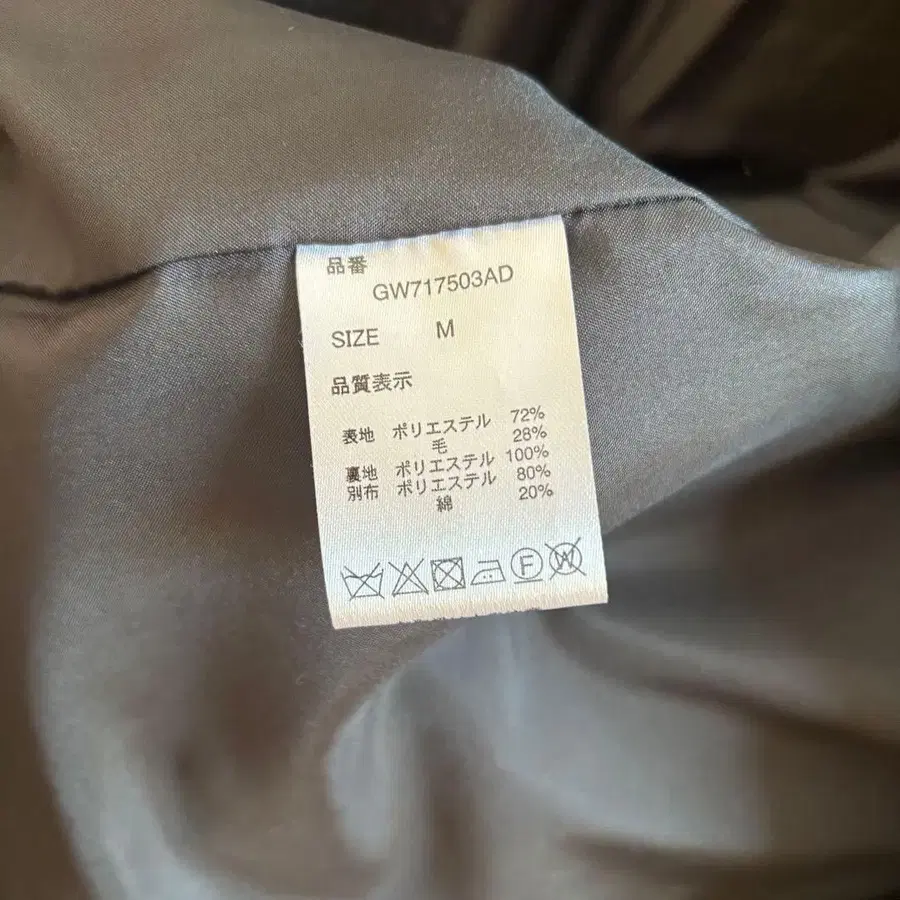 品番
GW717503AD
SIZE M
品質表示
表地 ポリエステル 72%
毛 28%
裏地 ポリエステル 100%
別布 ポリエステル 80%
綿 20%
F W